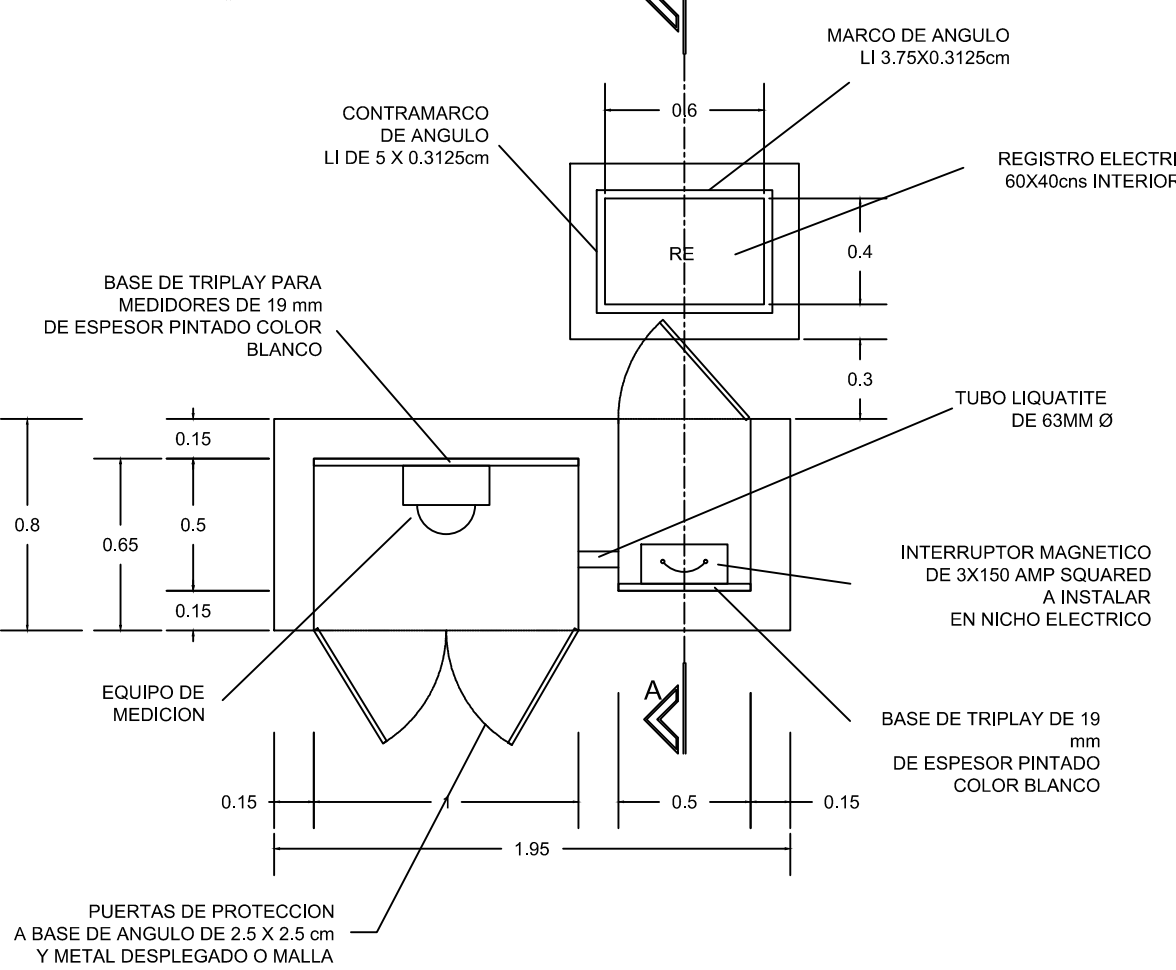 MARCO DE ANGULO
LI 3.75X0.3125cm
0.6
CONTRAMARCO
DE ANGULO
LI DE 5 X 0.3125cm
REGISTRO ELECTRI
60X40cns INTERIOR
RE
0.4
BASE DE TRIPLAY PARA
MEDIDORES DE 19 mm
DE ESPESOR PINTADO COLOR
BLANCO
0.3
TUBO LIQUATITE
DE 63MM Ø
0.15
0.8
0.65
0.5
0.15
INTERRUPTOR MAGNETICO
DE 3X150 AMP SQUARED
A INSTALAR
EN NICHO ELECTRICO
EQUIPO DE
MEDICION
A
BASE DE TRIPLAY DE 19
mm
DE ESPESOR PINTADO
COLOR BLANCO
0.15
1
0.5
0.15
1.95
PUERTAS DE PROTECCION
A BASE DE ANGULO DE 2.5 X 2.5 cm
Y METAL DESPLEGADO O MALLA